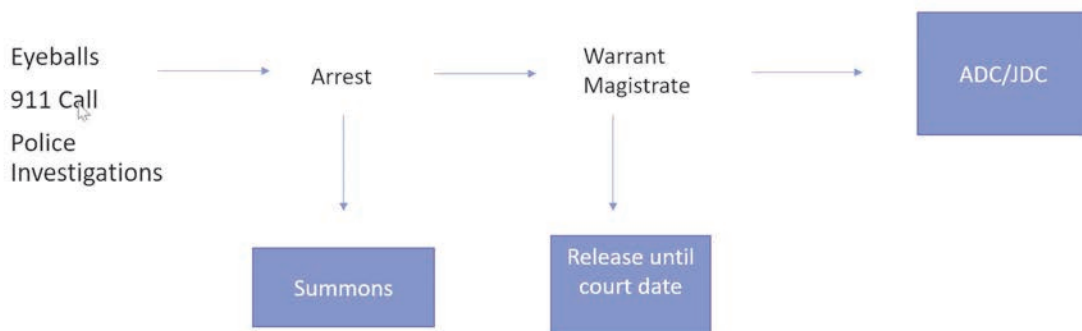 Eyeballs
911 Call
Police
Investigations
Arrest
Warrant
Magistrate
ADC/JDC
Summons
Release until
court date